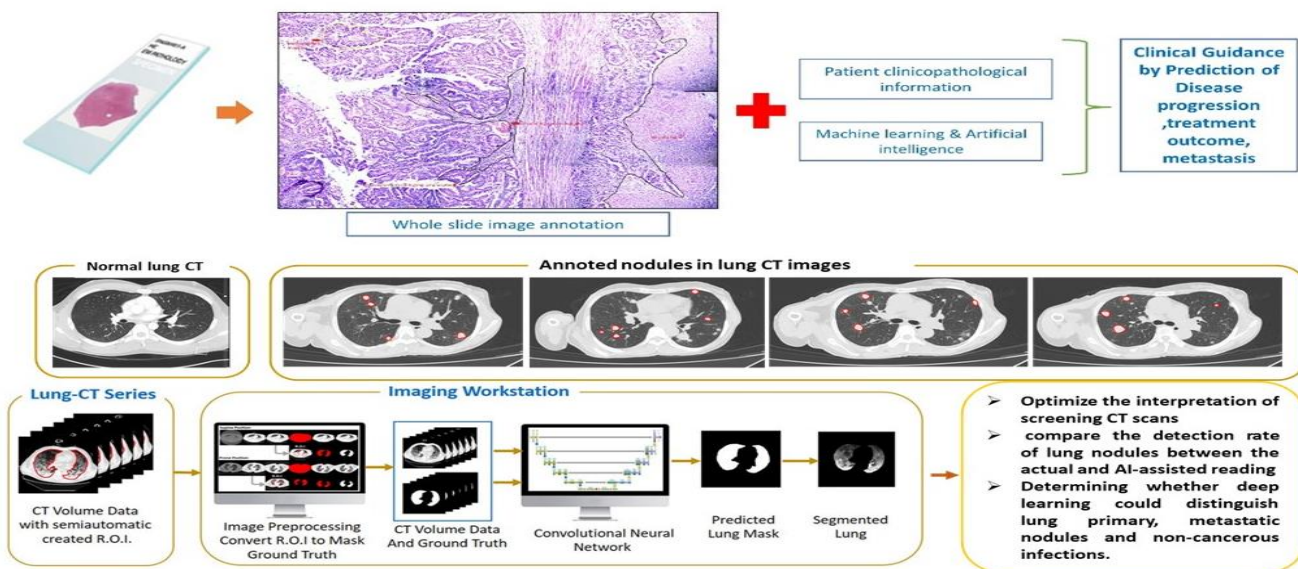 Whole slide image annotation
Patient clinicopathological
information
Machine learning & Artificial
intelligence
Clinical Guidance
by Prediction of
Disease
progression
,treatment
outcome,
metastasis
Normal lung CT
Annoted nodules in lung CT images
Lung-CT Series
CT Volume Data
with semiautomatic
created R.O.I.
Imaging Workstation
Image Preprocessing
Convert R.O.I to Mask
Ground Truth
CT Volume Data
And Ground Truth
Convolutional Neural
Network
Predicted
Lung Mask
Segmented
Lung
➢ Optimize the interpretation of
screening CT scans
➢ compare the detection rate
of lung nodules between the
actual and AI-assisted reading
➢ Determining whether deep
learning could distinguish
lung primary, metastatic
nodules and non-cancerous
infections.